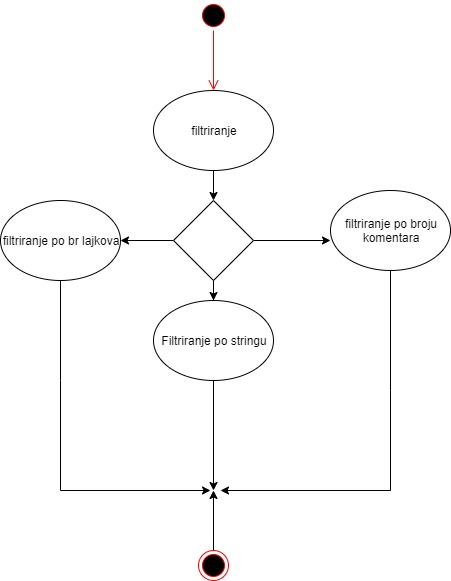 filtriranje
filtriranje po br lajkova
filtriranje po broju
komentara
Filtriranje po stringu